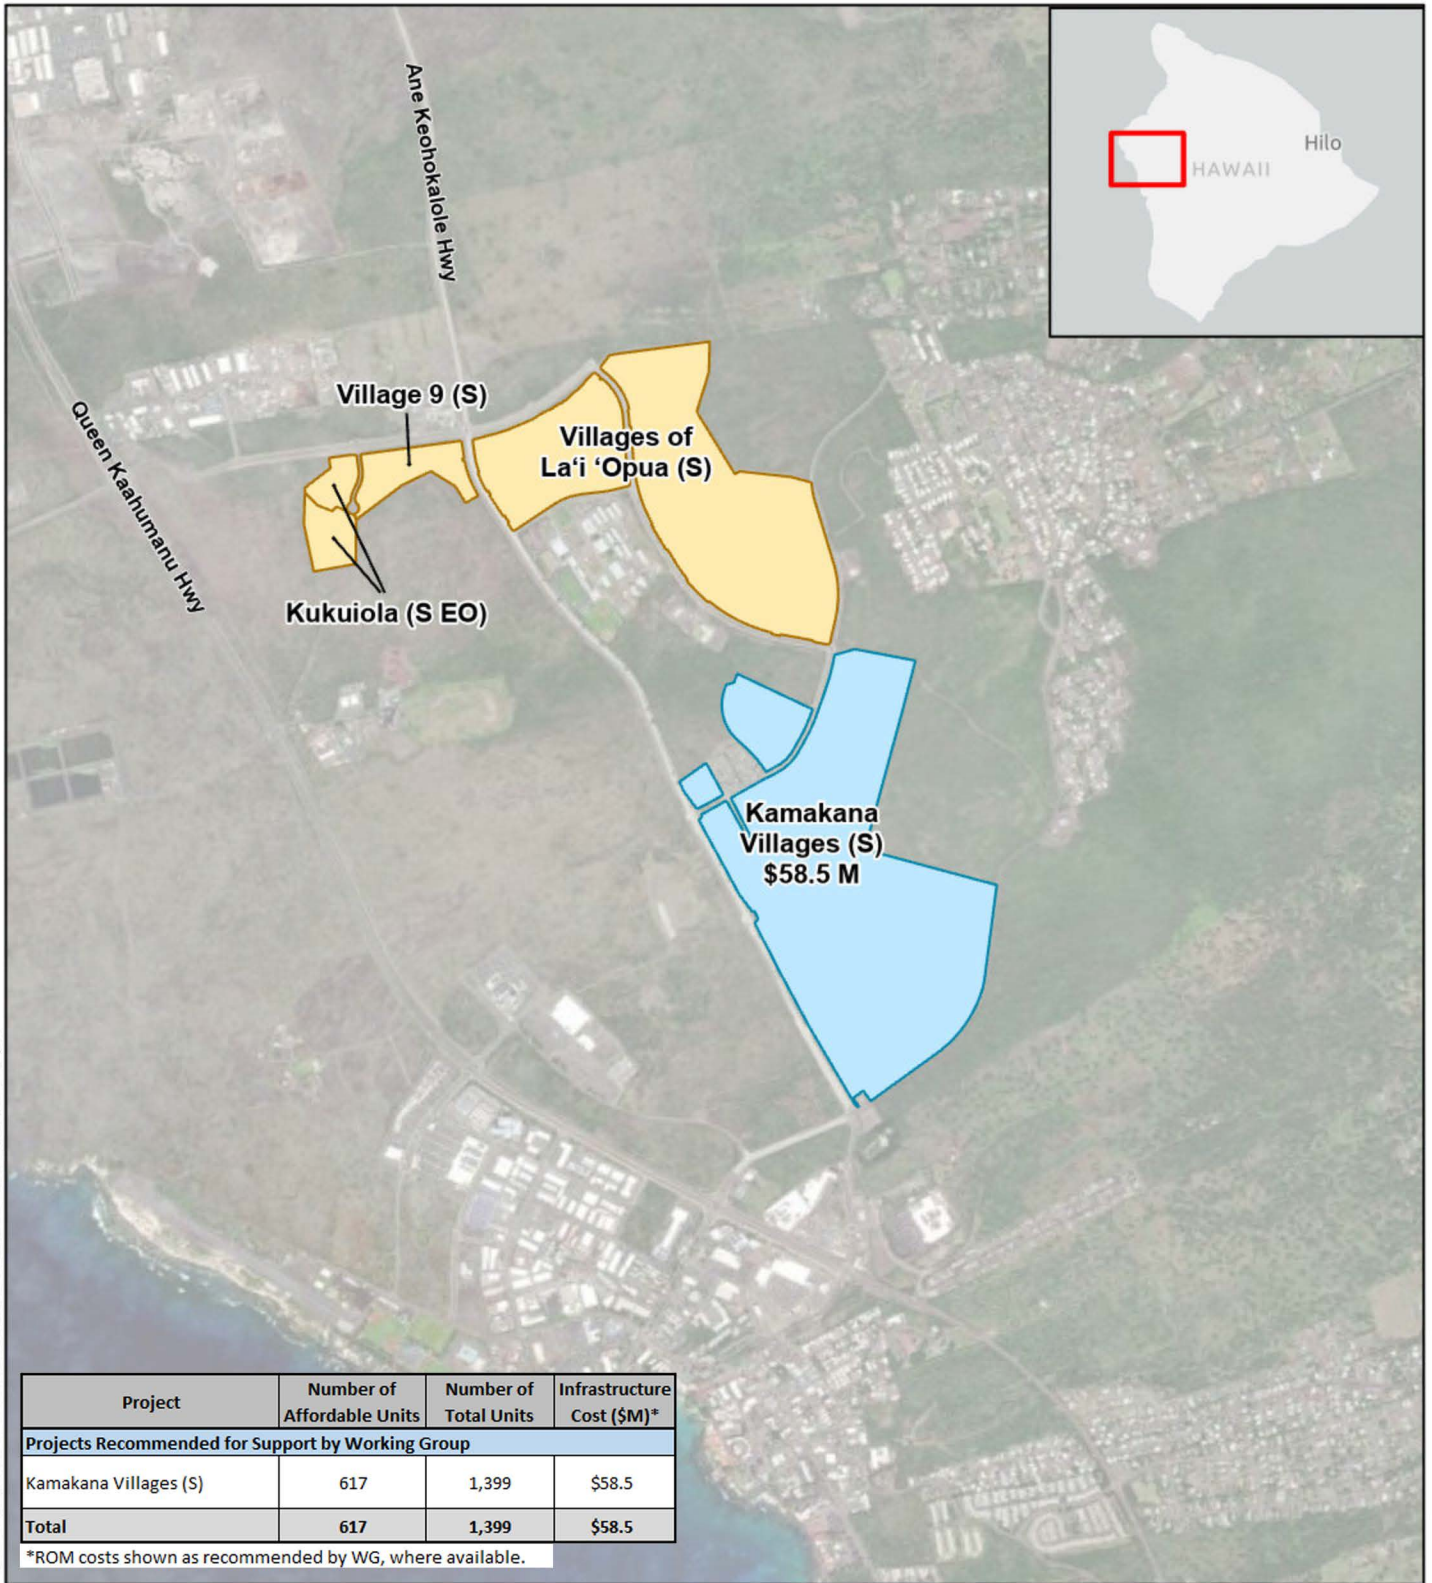 Ane Keohokalole Hwy
Hilo
HAWAII
Village 9 (S)
Queen Kaahumanu Hwy
Villages of
La‘i ‘Opua (S)
Kukuiola (S EO)
Kamakana
Villages (S)
$58.5 M
Project
Number of
Affordable Units
Number of
Total Units
Infrastructure
Cost ($M)*
Projects Recommended for Support by Working Group
Kamakana Villages (S) 617 1,399 $58.5
Total 617 1,399 $58.5
*ROM costs shown as recommended by WG, where available.